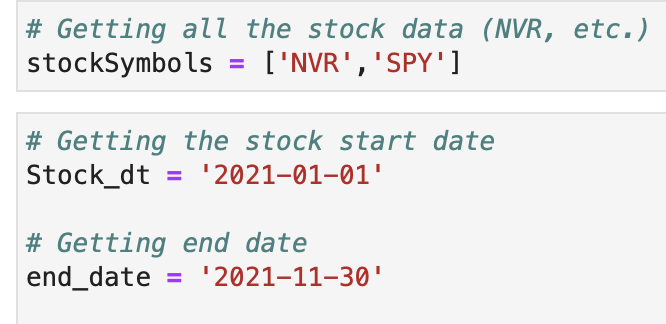 # Getting all the stock data (NVR, etc.)
stockSymbols = ['NVR','SPY']
# Getting the stock start date
Stock_dt = '2021-01-01'
# Getting end date
end_date = '2021-11-30'